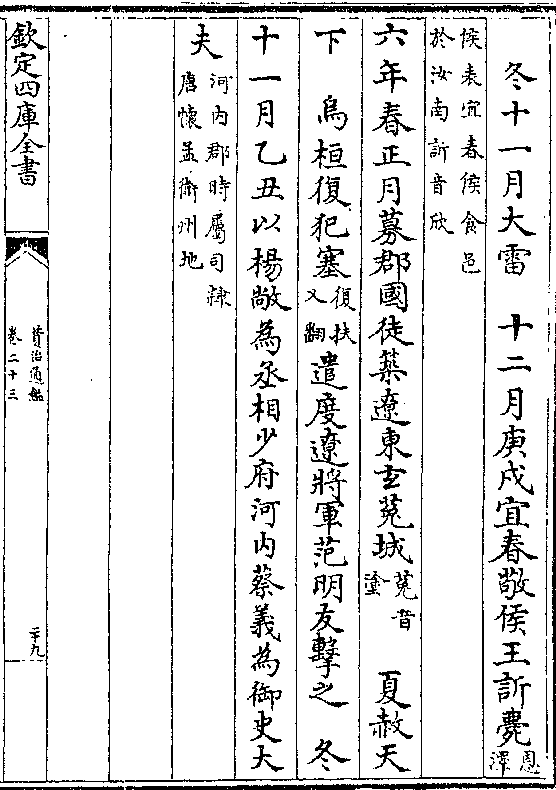 冬十一月大雷　十二月庚戌宜春敬侯王訢薨恩澤
侯表宜春侯食邑
於汝南訢音欣
六年春正月募郡國徒築遼東玄菟城菟音塗　夏赦天
下　烏桓復犯塞復扶又翻遣度遼將軍范明友擊之　冬
十一月乙丑以楊敞為丞相少府河内蔡義為御史大
夫河内郡時屬司隸
唐懷孟衛州地
欽定四庫全書
資治通鑑
卷二十三
二十九